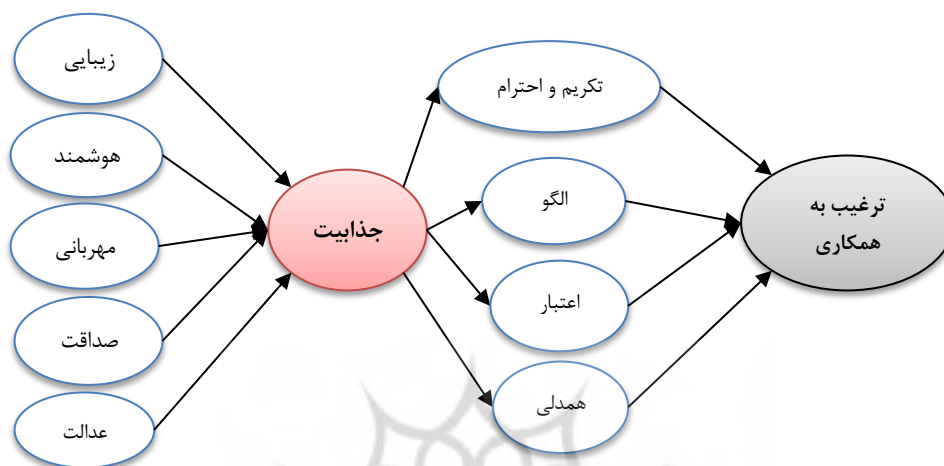 زیبایی
هوشمند
مهربانی
صداقت
عدالت
جذابیت
تکریم و احترام
الگو
اعتبار
همدلی
ترغیب به
همکاری